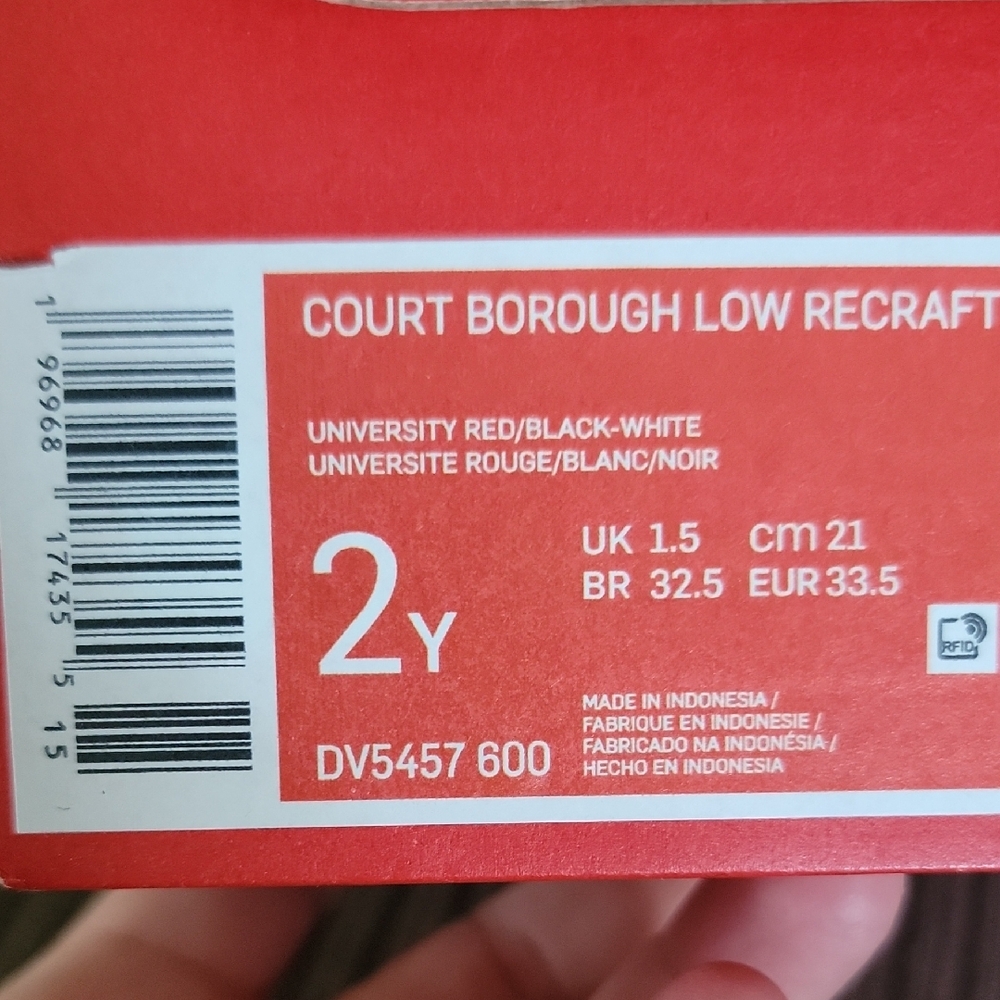 1 96968 17435 5 15
COURT BOROUGH LOW RECRAFT
UNIVERSITY RED/BLACK-WHITE
UNIVERSITE ROUGE/BLANC/NOIR
2Y
UK 1.5 cm 21
BR 32.5 EUR 33.5
RFID
DV5457 600
MADE IN INDONESIA /
FABRIQUE EN INDONESIE /
FABRICADO NA INDONÉSIA /
HECHO EN INDONESIA